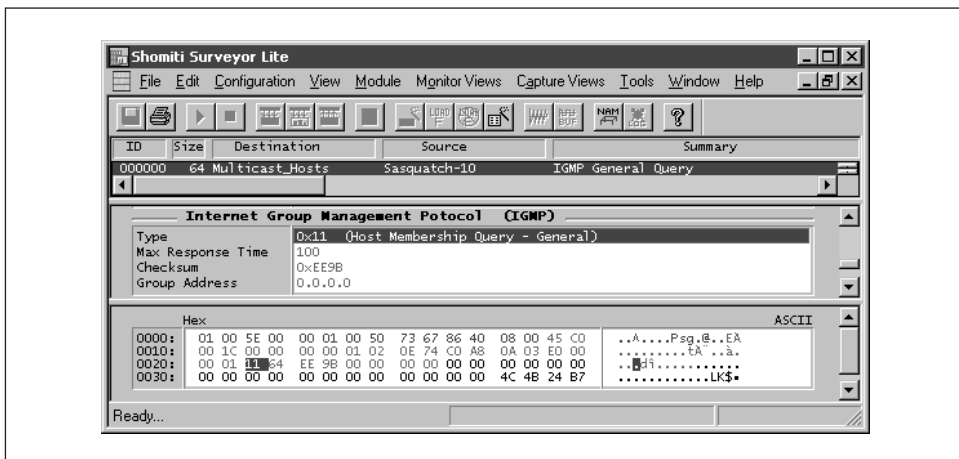 Shomiti Surveyor Lite
File Edit Configuration View Module Monitor Views Capture Views Tools Window Help
ID Size Destination Source Summary
000000 64 Multicast_Hosts Sasquatch-10 IGMP General Query
Internet Group Management Potocol (IGMP)
Type 0x11 (Host Membership Query - General)
Max Response Time 100
Checksum 0xEE9B
Group Address 0.0.0.0
Hex ASCII
0000: 01 00 5E 00 00 01 00 50 73 67 86 40 08 00 45 C0 ..^....Psg.@..EÀ
0010: 00 1C 00 00 00 00 01 02 0E 74 C0 A8 0A 03 E0 00 .........tÀ¨..à.
0020: 00 01 11 64 EE 9B 00 00 00 00 00 00 00 00 00 00 ...dî...........
0030: 00 00 00 00 00 00 00 00 00 00 00 00 4C 4B 24 B7 ............LK$▪
Ready...